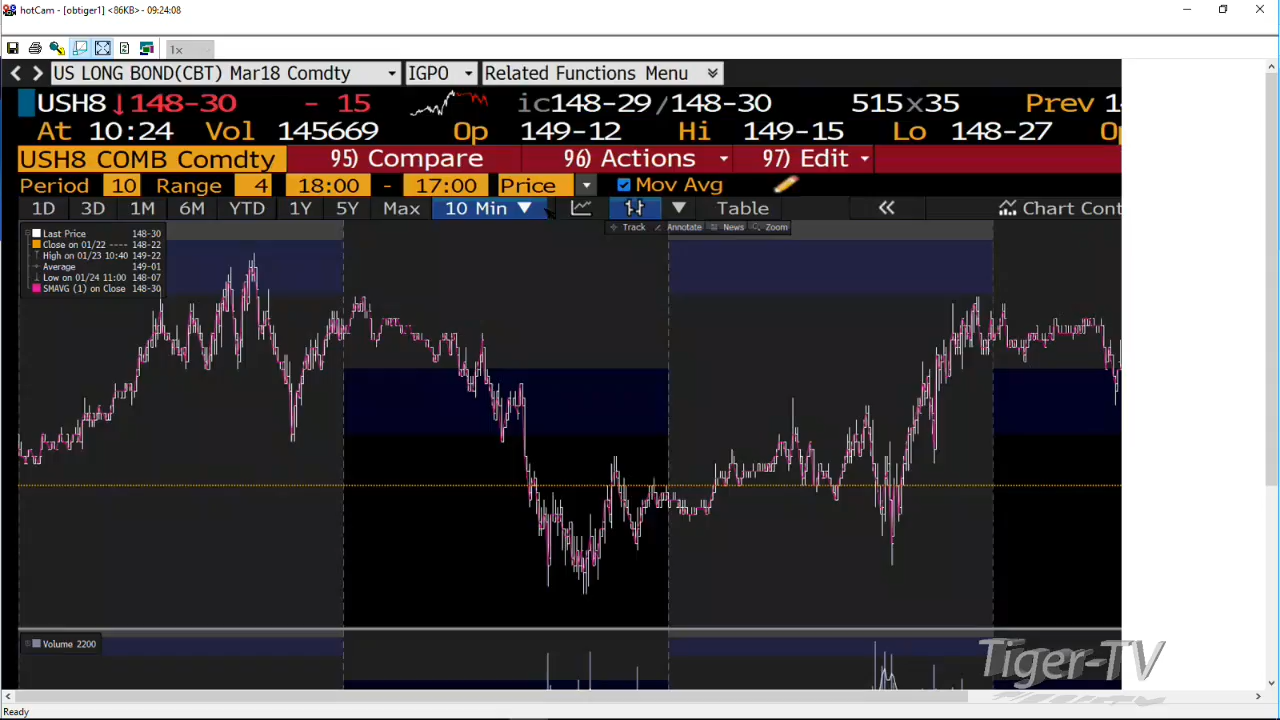 hotCam - [obtiger1] <86KB> - 09:24:08
1x
US LONG BOND(CBT) Mar18 Comdty IGPO Related Functions Menu
USH8 ↓148-30 - 15 ic148-29/148-30 515x35 Prev 1
At 10:24 Vol 145669 Op 149-12 Hi 149-15 Lo 148-27 Op
USH8 COMB Comdty 95) Compare 96) Actions 97) Edit
Period 10 Range 4 18:00 - 17:00 Price Mov Avg
1D 3D 1M 6M YTD 1Y 5Y Max 10 Min ▼ Table « Chart Cont
Track Annotate News Zoom
Last Price 148-30
Close on 01/22 ---- 148-22
High on 01/23 10:40 149-22
Average 149-01
Low on 01/24 11:00 148-07
SMAVG (1) on Close 148-30
Volume 2200
Tiger-TV
Ready